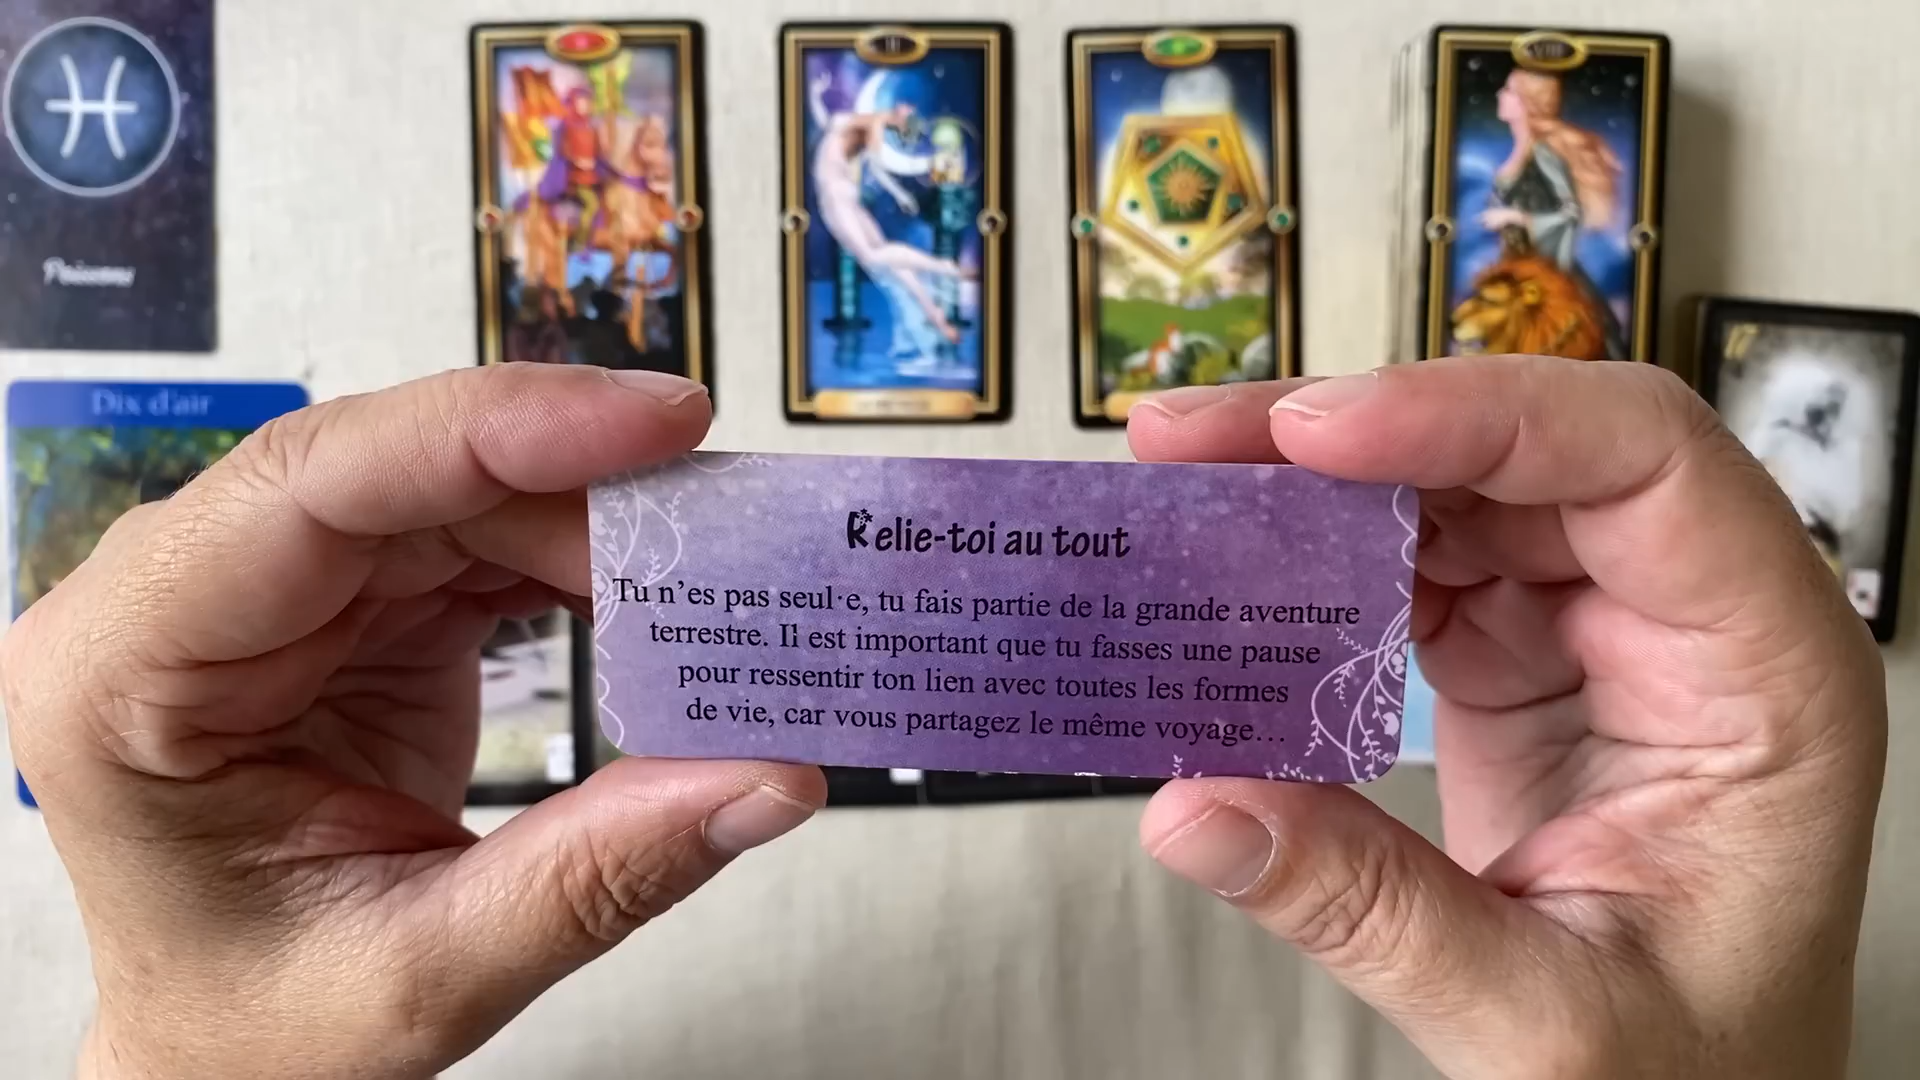 Poissons
VIII
Dix d'air
Relie-toi au tout
Tu n'es pas seul·e, tu fais partie de la grande aventure
terrestre. Il est important que tu fasses une pause
pour ressentir ton lien avec toutes les formes
de vie, car vous partagez le même voyage…